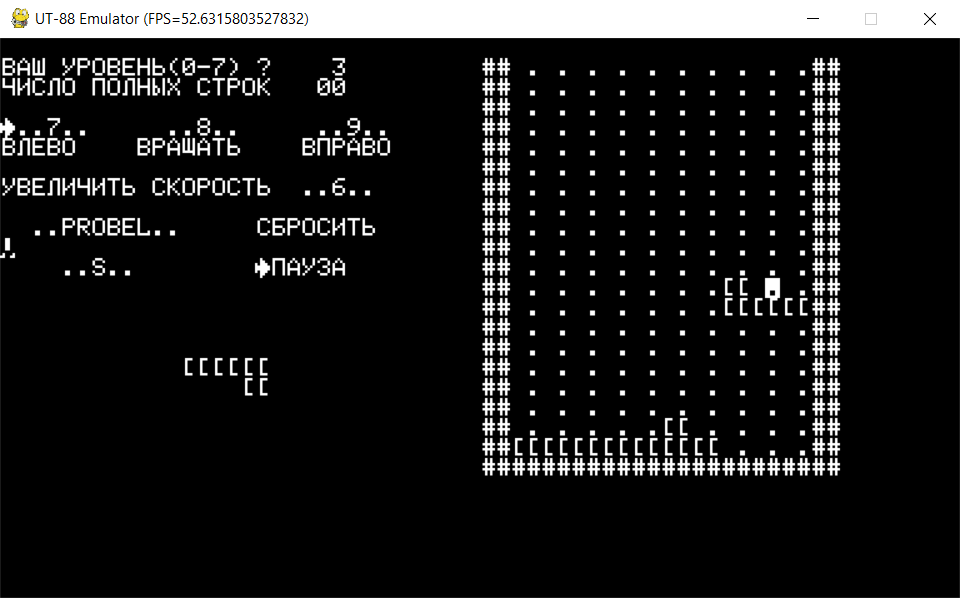 ВАШ УРОВЕНЬ(0-7) ? 3 ## . . . . . . . . . .##
ЧИСЛО ПОЛНЫХ СТРОК 00 ## . . . . . . . . . .##
## . . . . . . . . . .##
..7.. ..8.. ..9.. ## . . . . . . . . . .##
ВЛЕВО ВРАЩАТЬ ВПРАВО ## . . . . . . . . . .##
## . . . . . . . . . .##
УВЕЛИЧИТЬ СКОРОСТЬ ..6.. ## . . . . . . . . . .##
## . . . . . . . . . .##
..PROBEL.. СБРОСИТЬ ## . . . . . . . . . .##
## . . . . . . . . . .##
..S.. ПАУЗА ## . . . . . . . . . .##
## . . . . . . .[[ . .##
## . . . . . . .[[[[[[##
## . . . . . . . . . .##
## . . . . . . . . . .##
[[[[[[ ## . . . . . . . . . .##
[[ ## . . . . . . . . . .##
## . . . . . . . . . .##
## . . . . .[[ . . . .##
##[[[[[[[[[[[[[[ . . .##
########################
UT-88 Emulator (FPS=52.6315803527832)